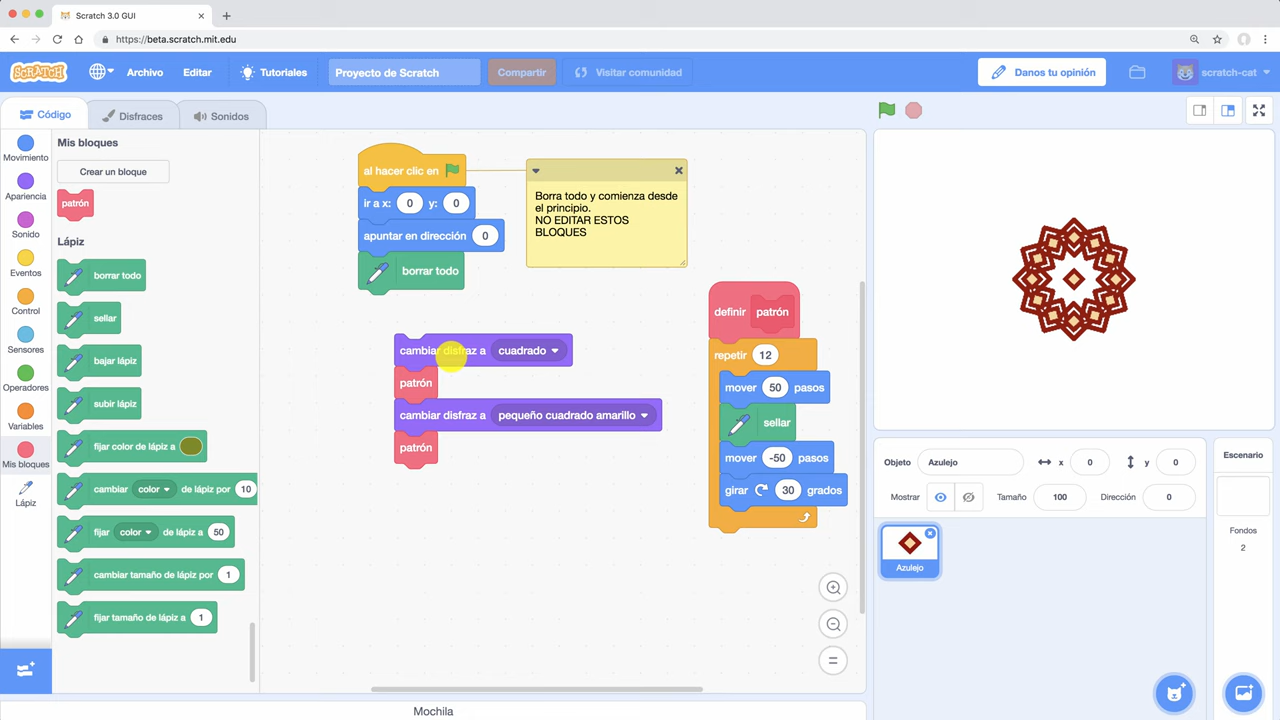 Scratch 3.0 GUI
https://beta.scratch.mit.edu
SCRATCH
Archivo
Editar
Tutoriales
Proyecto de Scratch
Compartir
Visitar comunidad
Danos tu opinión
scratch-cat
Código
Disfraces
Sonidos
Movimiento
Apariencia
Sonido
Eventos
Control
Sensores
Operadores
Variables
Mis bloques
Lápiz
Mis bloques
Crear un bloque
patrón
Lápiz
borrar todo
sellar
bajar lápiz
subir lápiz
fijar color de lápiz a
cambiar color de lápiz por 10
fijar color de lápiz a 50
cambiar tamaño de lápiz por 1
fijar tamaño de lápiz a 1
al hacer clic en
ir a x: 0 y: 0
apuntar en dirección 0
borrar todo
Borra todo y comienza desde
el principio.
NO EDITAR ESTOS
BLOQUES
cambiar disfraz a cuadrado
patrón
cambiar disfraz a pequeño cuadrado amarillo
patrón
definir patrón
repetir 12
mover 50 pasos
sellar
mover -50 pasos
girar 30 grados
Objeto Azulejo x 0 y 0
Mostrar Tamaño 100 Dirección 0
Azulejo
Escenario
Fondos
2
Mochila